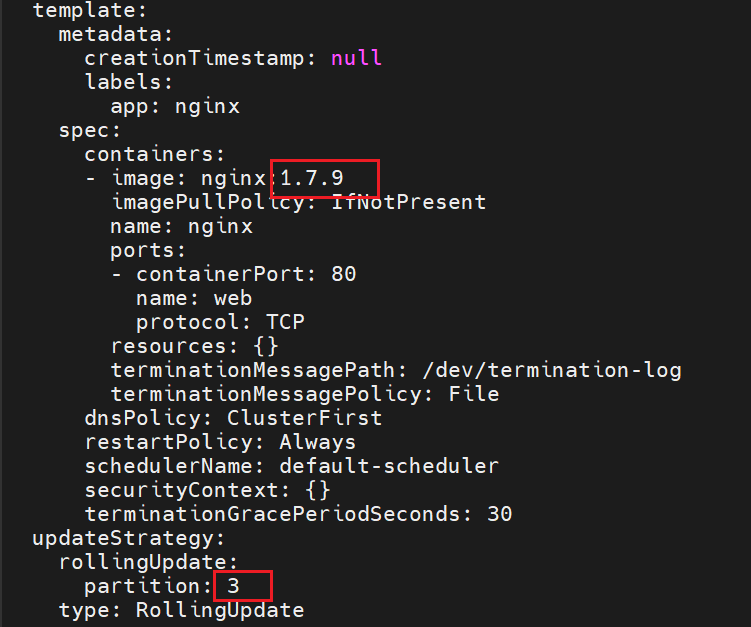 template:
  metadata:
    creationTimestamp: null
    labels:
      app: nginx
  spec:
    containers:
    - image: nginx:1.7.9
      imagePullPolicy: IfNotPresent
      name: nginx
      ports:
      - containerPort: 80
        name: web
        protocol: TCP
      resources: {}
      terminationMessagePath: /dev/termination-log
      terminationMessagePolicy: File
    dnsPolicy: ClusterFirst
    restartPolicy: Always
    schedulerName: default-scheduler
    securityContext: {}
    terminationGracePeriodSeconds: 30
updateStrategy:
  rollingUpdate:
    partition: 3
  type: RollingUpdate